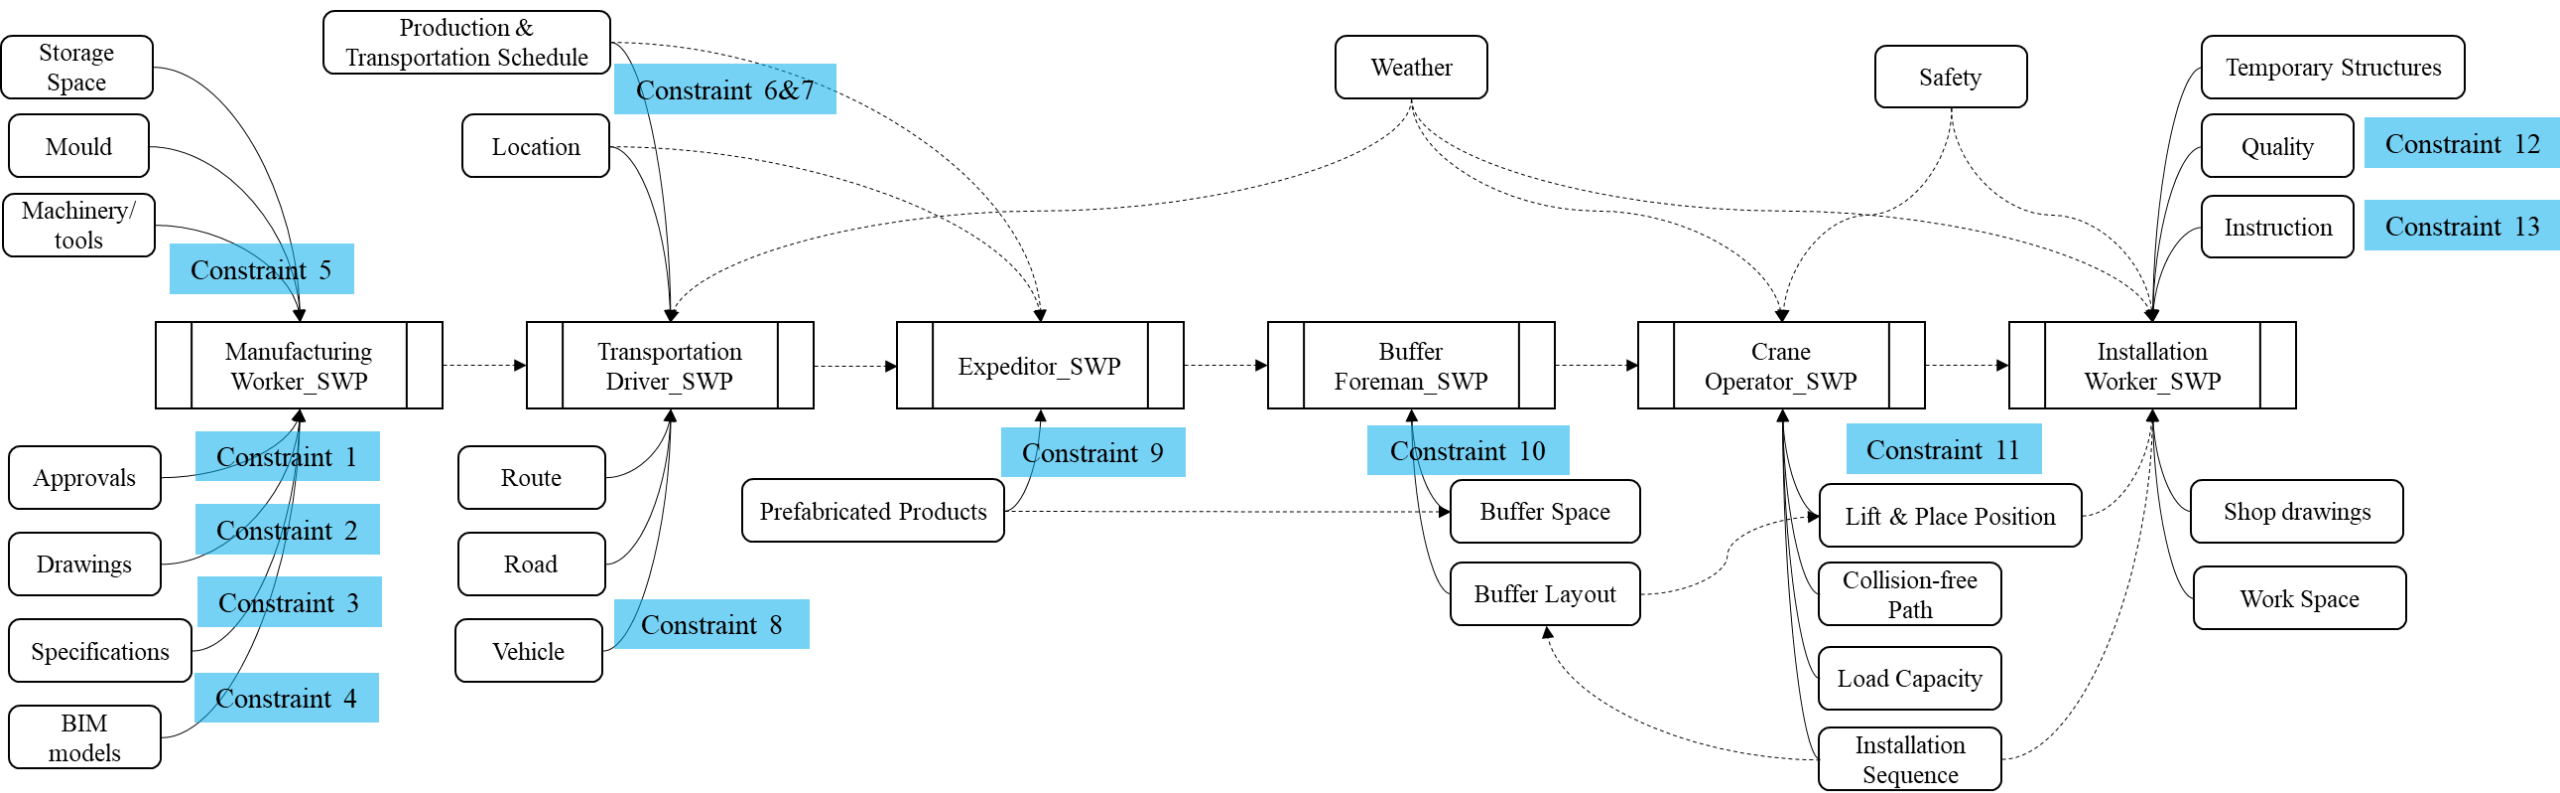 Production &
Transportation Schedule
Storage
Space
Weather
Safety
Temporary Structures
Constraint 6&7
Mould
Location
Quality
Constraint 12
Machinery/
tools
Instruction
Constraint 13
Constraint 5
Manufacturing
Worker_SWP
Transportation
Driver_SWP
Expeditor_SWP
Buffer
Foreman_SWP
Crane
Operator_SWP
Installation
Worker_SWP
Constraint 1
Constraint 9
Constraint 10
Constraint 11
Approvals
Route
Prefabricated Products
Buffer Space
Lift & Place Position
Shop drawings
Constraint 2
Drawings
Road
Buffer Layout
Collision-free
Path
Work Space
Constraint 3
Specifications
Vehicle
Constraint 8
Load Capacity
Constraint 4
BIM
models
Installation
Sequence